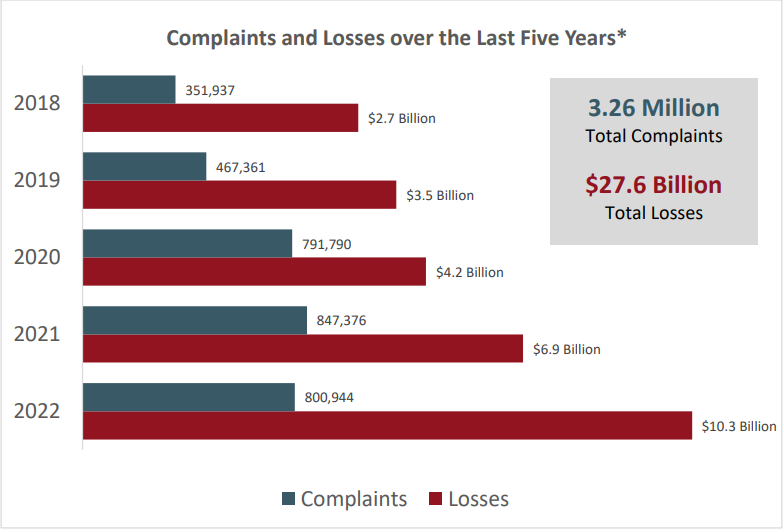 Complaints and Losses over the Last Five Years*
3.26 Million
Total Complaints
$27.6 Billion
Total Losses
2018
351,937
$2.7 Billion
2019
467,361
$3.5 Billion
2020
791,790
$4.2 Billion
2021
847,376
$6.9 Billion
2022
800,944
$10.3 Billion
Complaints Losses